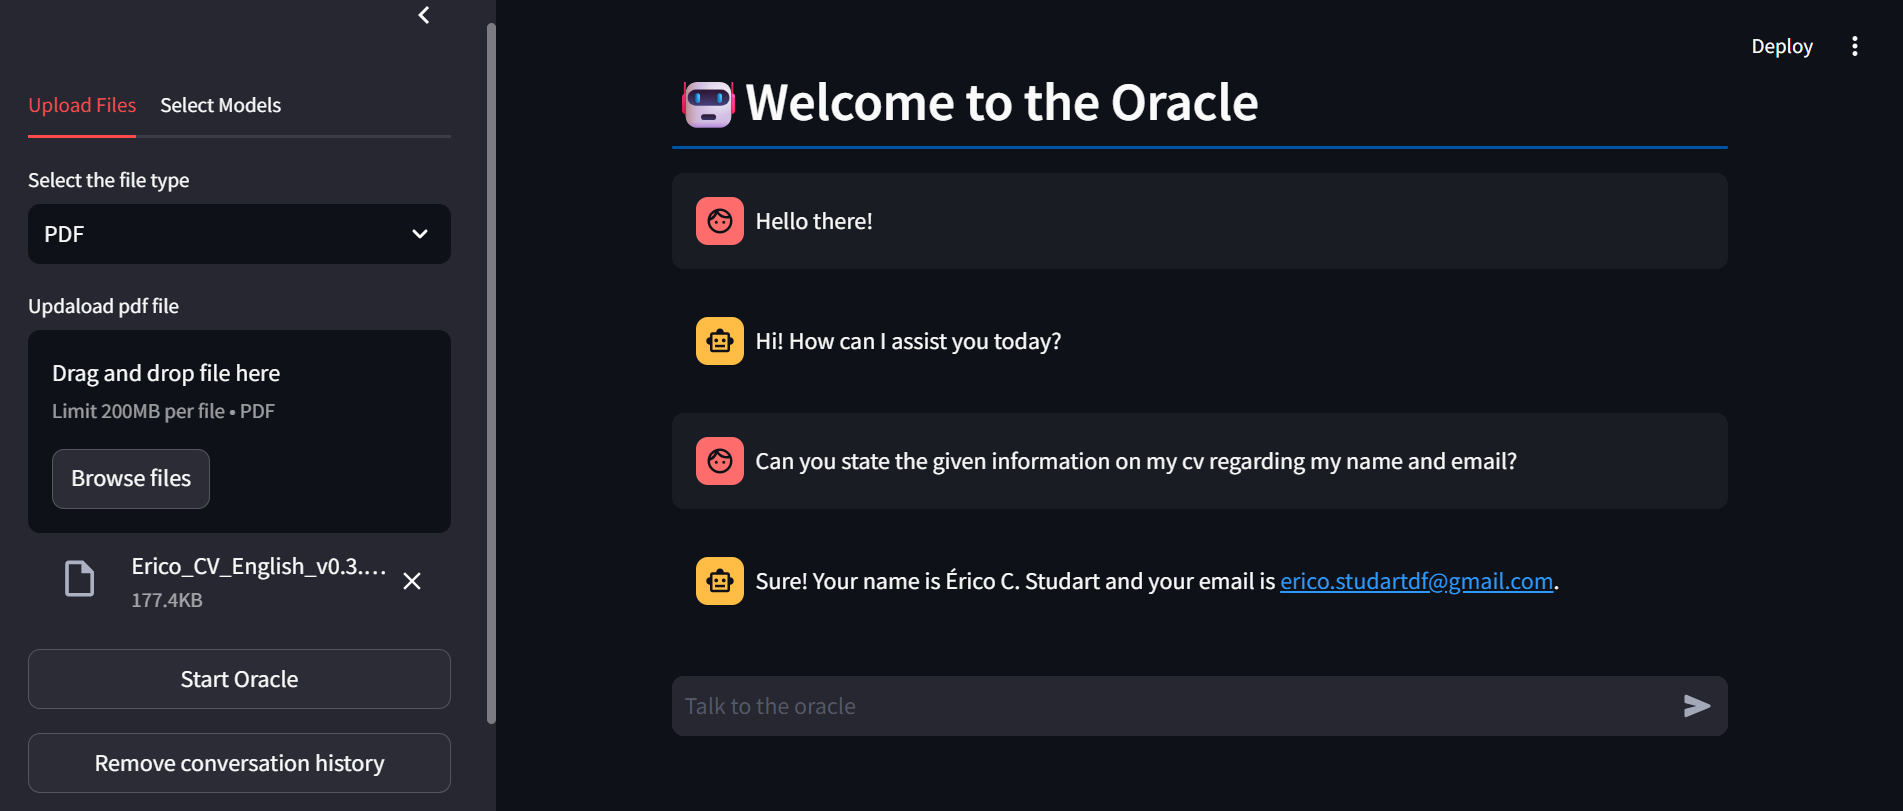 Upload Files
Select Models
Select the file type
PDF
Updaload pdf file
Drag and drop file here
Limit 200MB per file • PDF
Browse files
Erico_CV_English_v0.3....
177.4KB
Start Oracle
Remove conversation history
Deploy
Welcome to the Oracle
Hello there!
Hi! How can I assist you today?
Can you state the given information on my cv regarding my name and email?
Sure! Your name is Érico C. Studart and your email is erico.studartdf@gmail.com.
Talk to the oracle